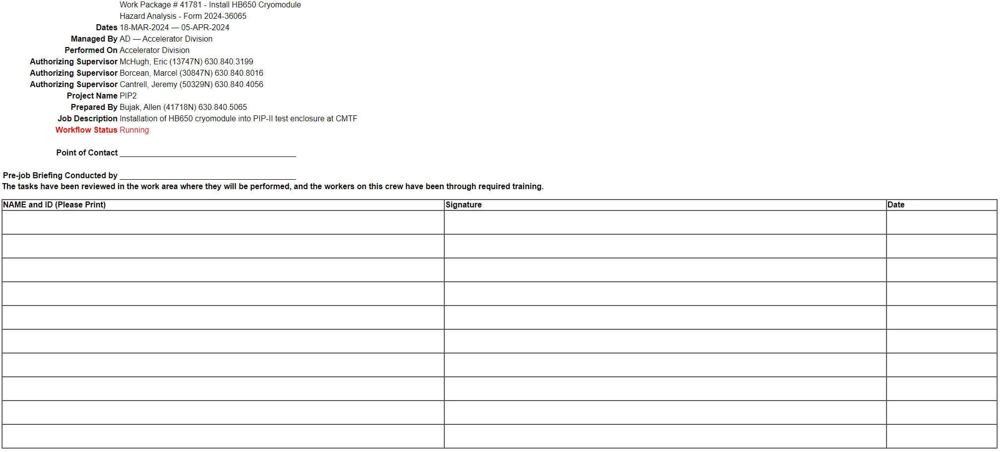 Work Package # 41781 - Install HB650 Cryomodule
Hazard Analysis - Form 2024-36065
Dates 18-MAR-2024 — 05-APR-2024
Managed By AD — Accelerator Division
Performed On Accelerator Division
Authorizing Supervisor McHugh, Eric (13747N) 630.840.3199
Authorizing Supervisor Borcean, Marcel (30847N) 630.840.8016
Authorizing Supervisor Cantrell, Jeremy (50329N) 630.840.4056
Project Name PIP2
Prepared By Bujak, Allen (41718N) 630.840.5065
Job Description Installation of HB650 cryomodule into PIP-II test enclosure at CMTF
Workflow Status Running
Point of Contact ________________________________________
Pre-job Briefing Conducted by ________________________________________
The tasks have been reviewed in the work area where they will be performed, and the workers on this crew have been through required training.
NAME and ID (Please Print) Signature Date